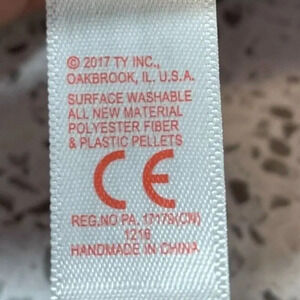 © 2017 TY INC.,
OAKBROOK, IL, U.S.A.
SURFACE WASHABLE
ALL NEW MATERIAL
POLYESTER FIBER
& PLASTIC PELLETS
CE
REG.NO PA. 17179(CN)
1216
HANDMADE IN CHINA